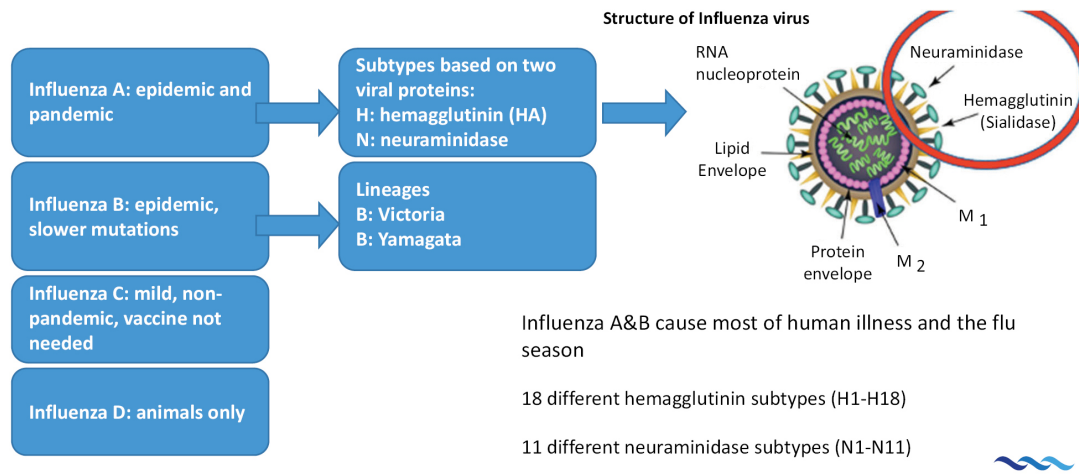 Structure of Influenza virus
Influenza A: epidemic and
pandemic
Subtypes based on two
viral proteins:
H: hemagglutinin (HA)
N: neuraminidase
RNA
nucleoprotein
Neuraminidase
Hemagglutinin
(Sialidase)
Lipid
Envelope
M 1
Protein
envelope
M 2
Influenza B: epidemic,
slower mutations
Lineages
B: Victoria
B: Yamagata
Influenza C: mild, non-
pandemic, vaccine not
needed
Influenza D: animals only
Influenza A&B cause most of human illness and the flu
season
18 different hemagglutinin subtypes (H1-H18)
11 different neuraminidase subtypes (N1-N11)